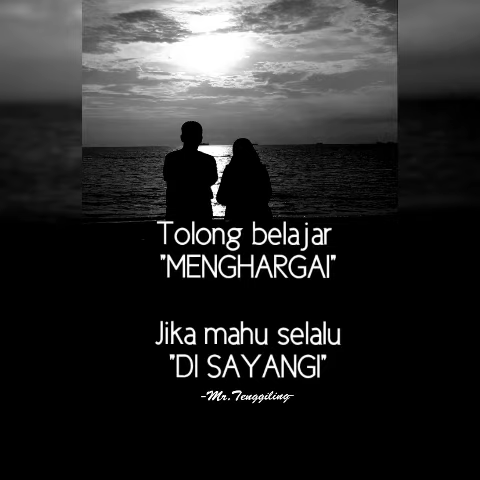 Tolong belajar
"MENGHARGAI"
Jika mahu selalu
"DI SAYANGI"
-Mr.Tenggiling-